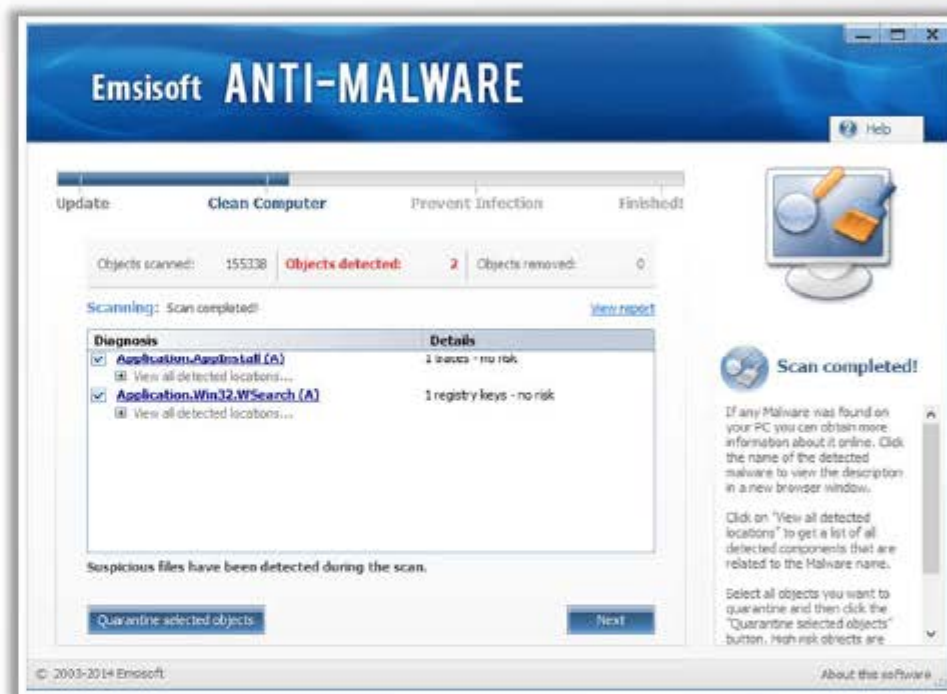 Emsisoft ANTI-MALWARE
Help
Update Clean Computer Prevent Infection Finished!
Objects scanned: 155338 Objects detected: 2 Objects removed: 0
Scanning: Scan completed! View report
Diagnosis Details
Application.AppInstall (A) 1 traces - no risk
View all detected locations...
Application.Win32.WSearch (A) 1 registry keys - no risk
View all detected locations...
Suspicious files have been detected during the scan.
Quarantine selected objects Next
Scan completed!
If any Malware was found on
your PC you can obtain more
information about it online. Click
the name of the detected
malware to view the description
in a new browser window.
Click on "View all detected
locations" to get a list of all
detected components that are
related to the Malware name.
Select all objects you want to
quarantine and then click the
"Quarantine selected objects"
button. High risk objects are
© 2003-2014 Emsisoft About this software